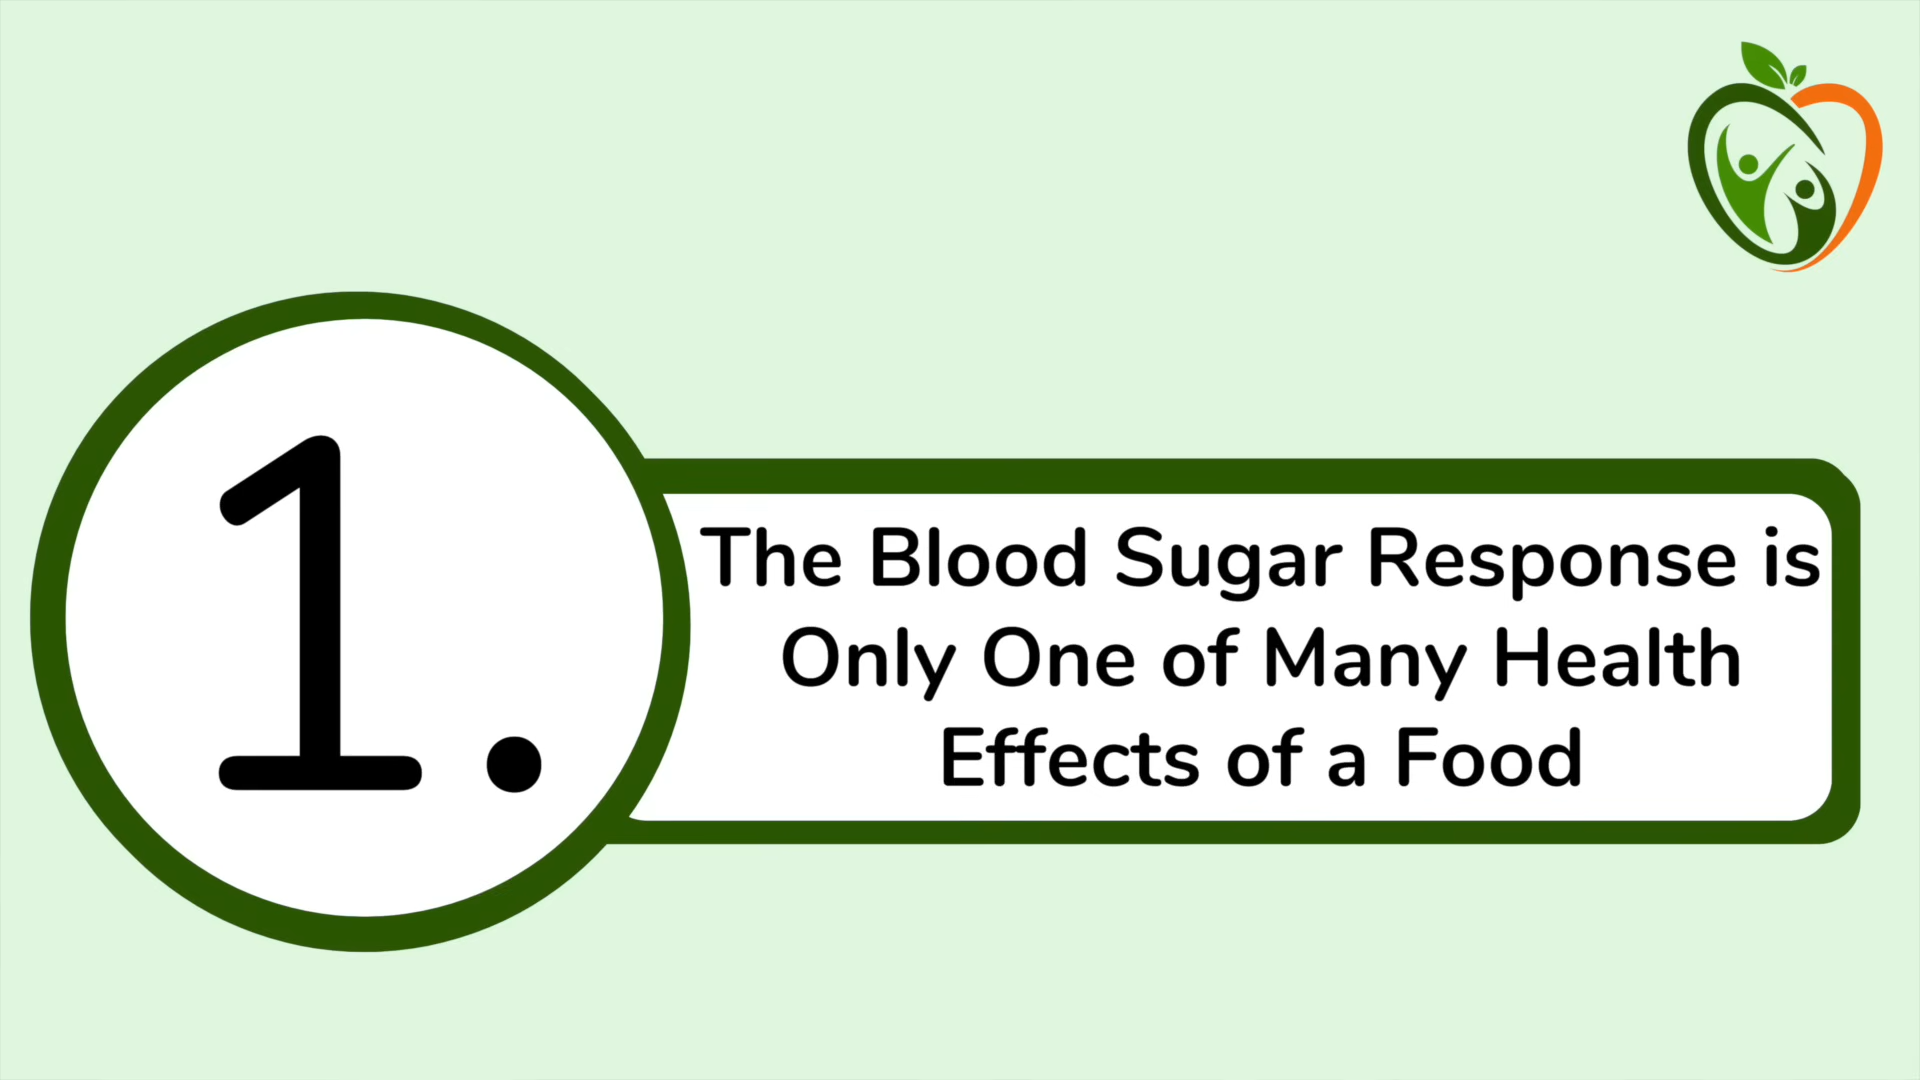 1.
The Blood Sugar Response is
Only One of Many Health
Effects of a Food